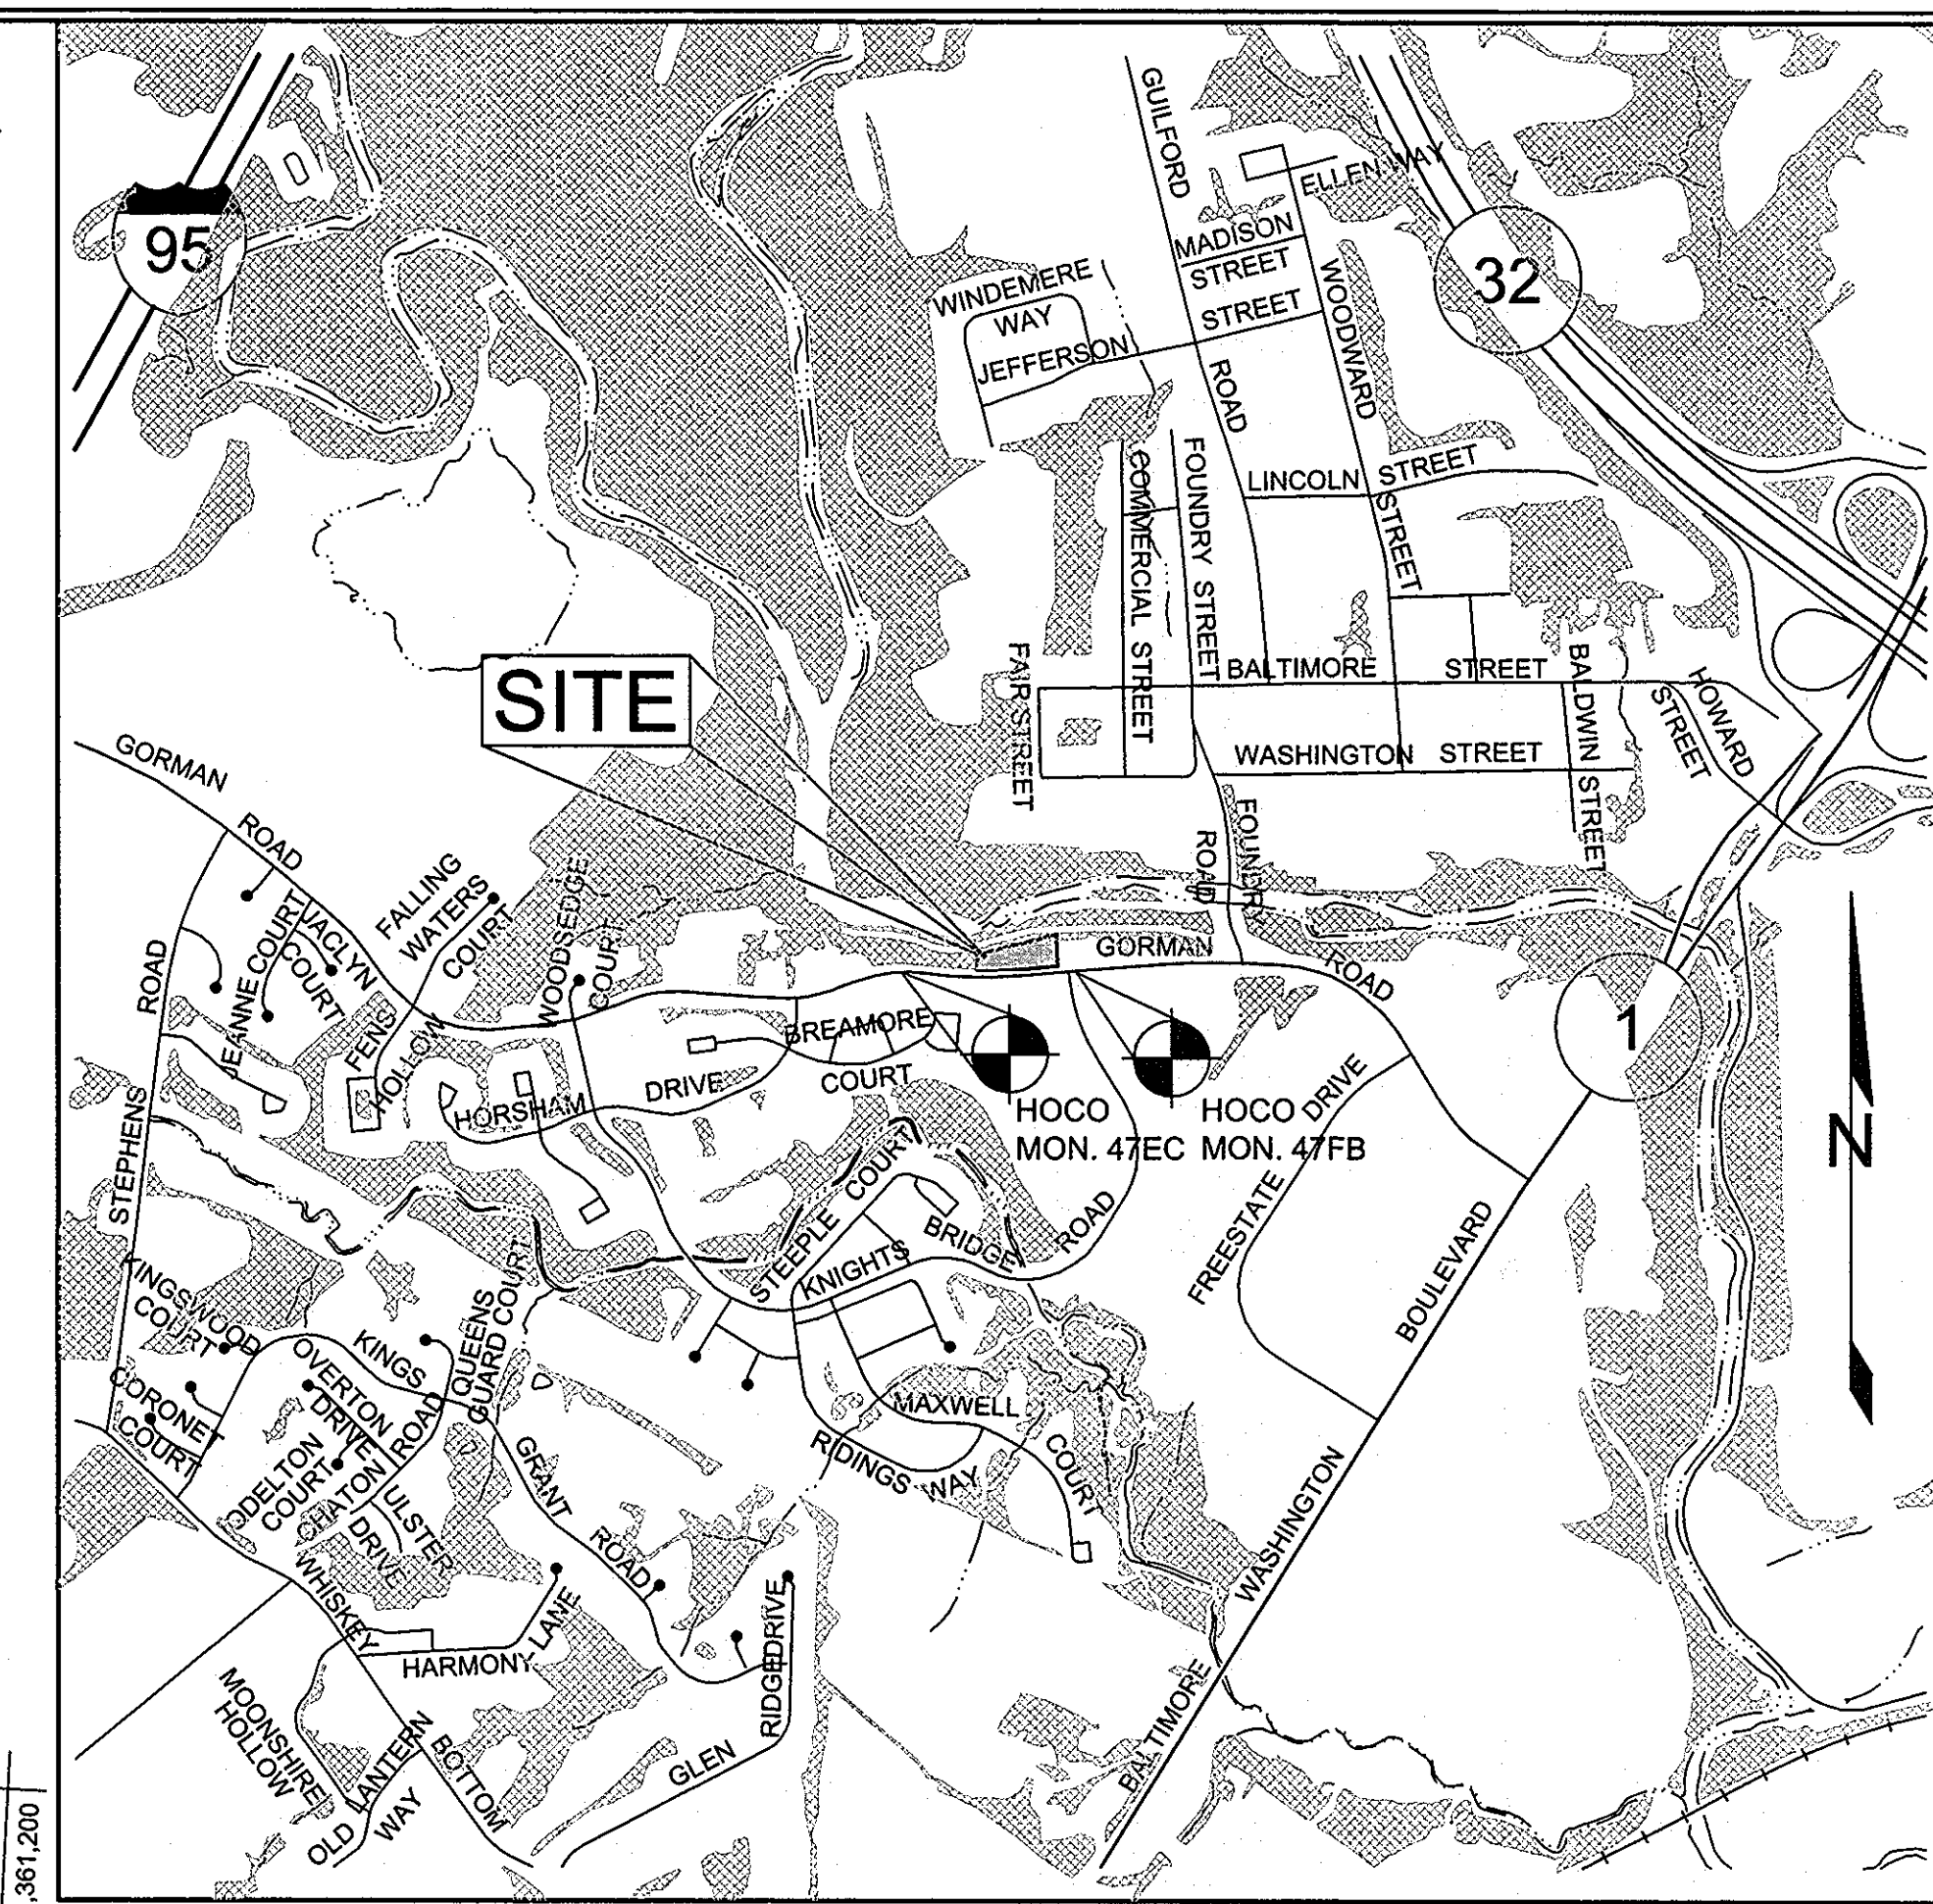 GUILFORD
ROAD
ELLEN WAY
95
MADISON
STREET
32
WINDEMERE
WAY
JEFFERSON
STREET
WOODWARD
STREET
LINCOLN STREET
COMMERCIAL STREET
FOUNDRY STREET
SITE
FAIR STREET
BALTIMORE STREET
BALDWIN STREET
HOWARD
STREET
WASHINGTON STREET
GORMAN
ROAD
FOUNDRY
ROAD
FALLING
WATERS
COURT
WOODSEDGE
COURT
JACLYN
COURT
JEANNE COURT
GORMAN
ROAD
STEPHENS
ROAD
FENS
HOLLOW
BREAMORE
COURT
HORSHAM
DRIVE
1
HOCO
MON. 47EC
HOCO
MON. 47FB
FREESTATE DRIVE
N
STEEPLE COURT
KNIGHTS
BRIDGE
ROAD
KINGSWOOD
COURT
CORONET
COURT
OVERTON
DRIVE
KINGS
QUEENS
GUARD COURT
GRANT
ROAD
ODELTON
COURT
CHATON ROAD
ULSTER
DRIVE
MAXWELL
COURT
RIDINGS WAY
BALTIMORE
WASHINGTON
BOULEVARD
WHISKEY
BOTTOM
HARMONY LANE
RIDGE DRIVE
GLEN
MOONSHIRE
HOLLOW
OLD LANTERN
WAY
,361,200